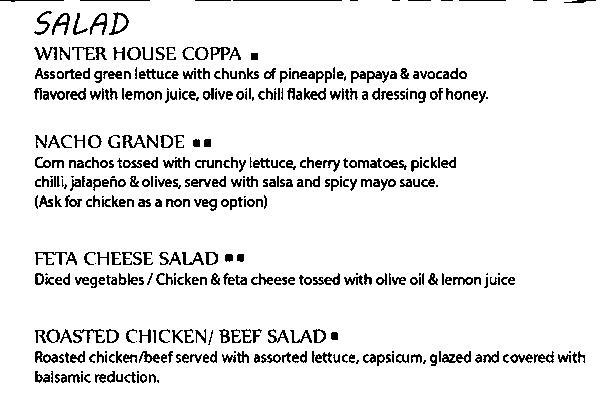 SALAD
WINTER HOUSE COPPA
Assorted green lettuce with chunks of pineapple, papaya & avocado
flavored with lemon juice, olive oil, chill flaked with a dressing of honey.
NACHO GRANDE
Corn nachos tossed with crunchy lettuce, cherry tomatoes, pickled
chilli, jalapeño & olives, served with salsa and spicy mayo sauce.
(Ask for chicken as a non veg option)
FETA CHEESE SALAD
Diced vegetables / Chicken & feta cheese tossed with olive oil & lemon juice
ROASTED CHICKEN/ BEEF SALAD
Roasted chicken/beef served with assorted lettuce, capsicum, glazed and covered with
balsamic reduction.